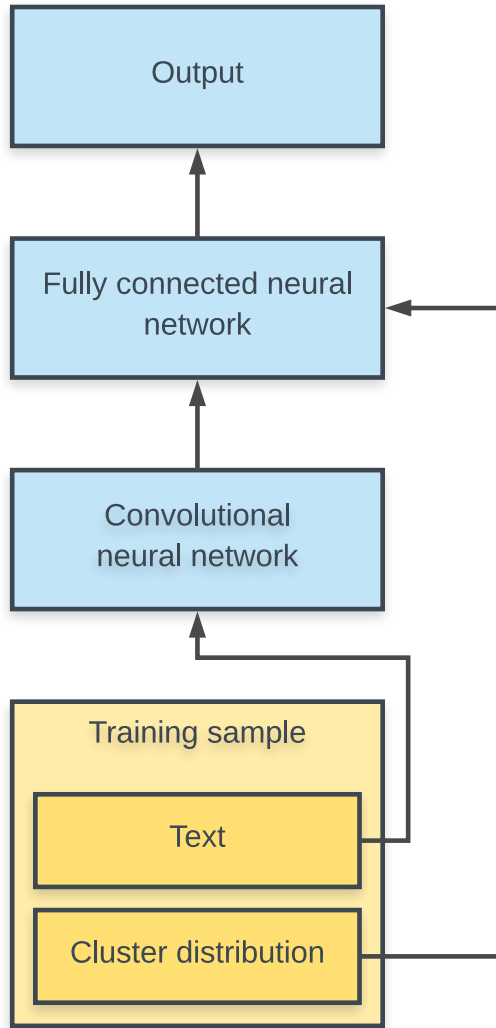 Output
Fully connected neural
network
Convolutional
neural network
Training sample
Text
Cluster distribution